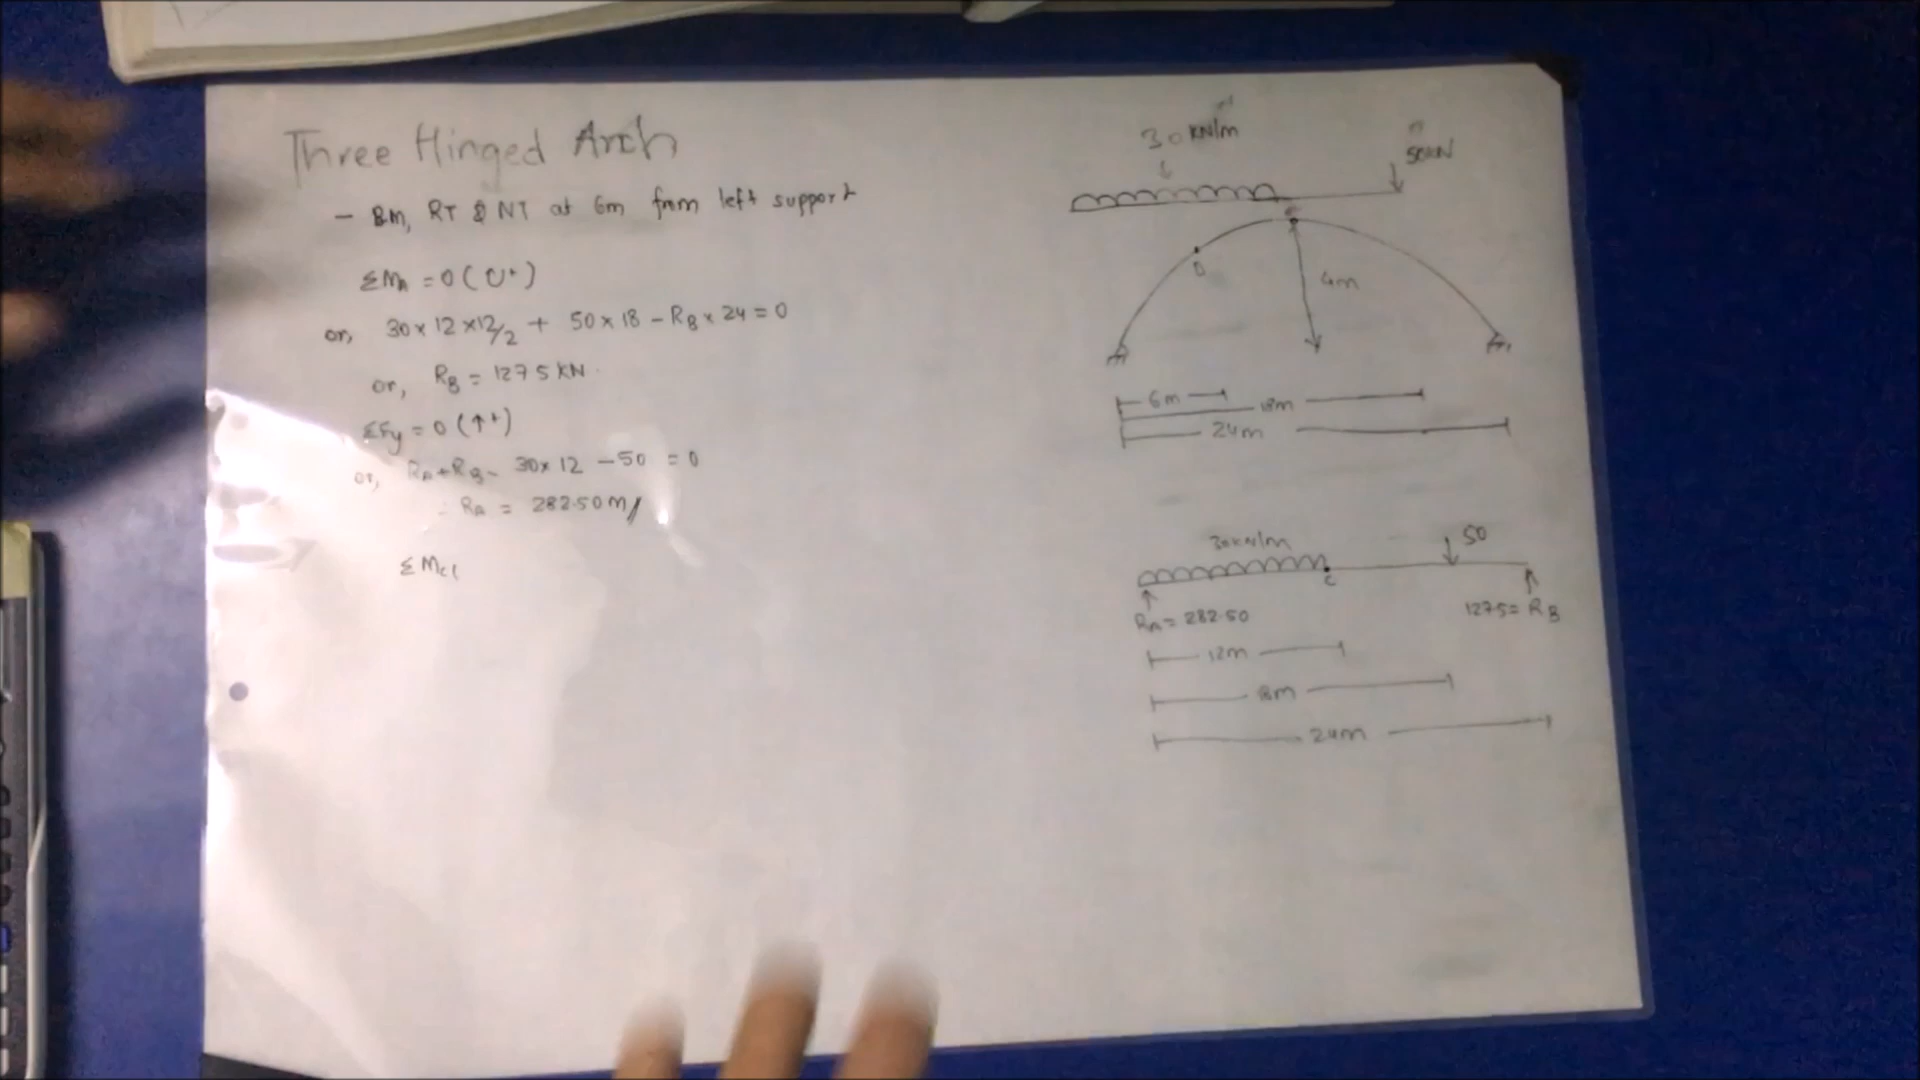 Three Hinged Arch
- BM, RT & NT at 6m from left support
ΣMA = 0 (↻+)
or, 30 × 12 × 12/2 + 50 × 18 - RB × 24 = 0
or, RB = 127.5 KN
ΣFy = 0 (↑+)
or, RA + RB - 30 × 12 - 50 = 0
RA = 282.50 m
ΣMcl
30 KN/m
50KN
C
D
4m
6m
18m
24m
30KN/m
50
C
RA = 282.50
127.5 = RB
12m
18m
24m